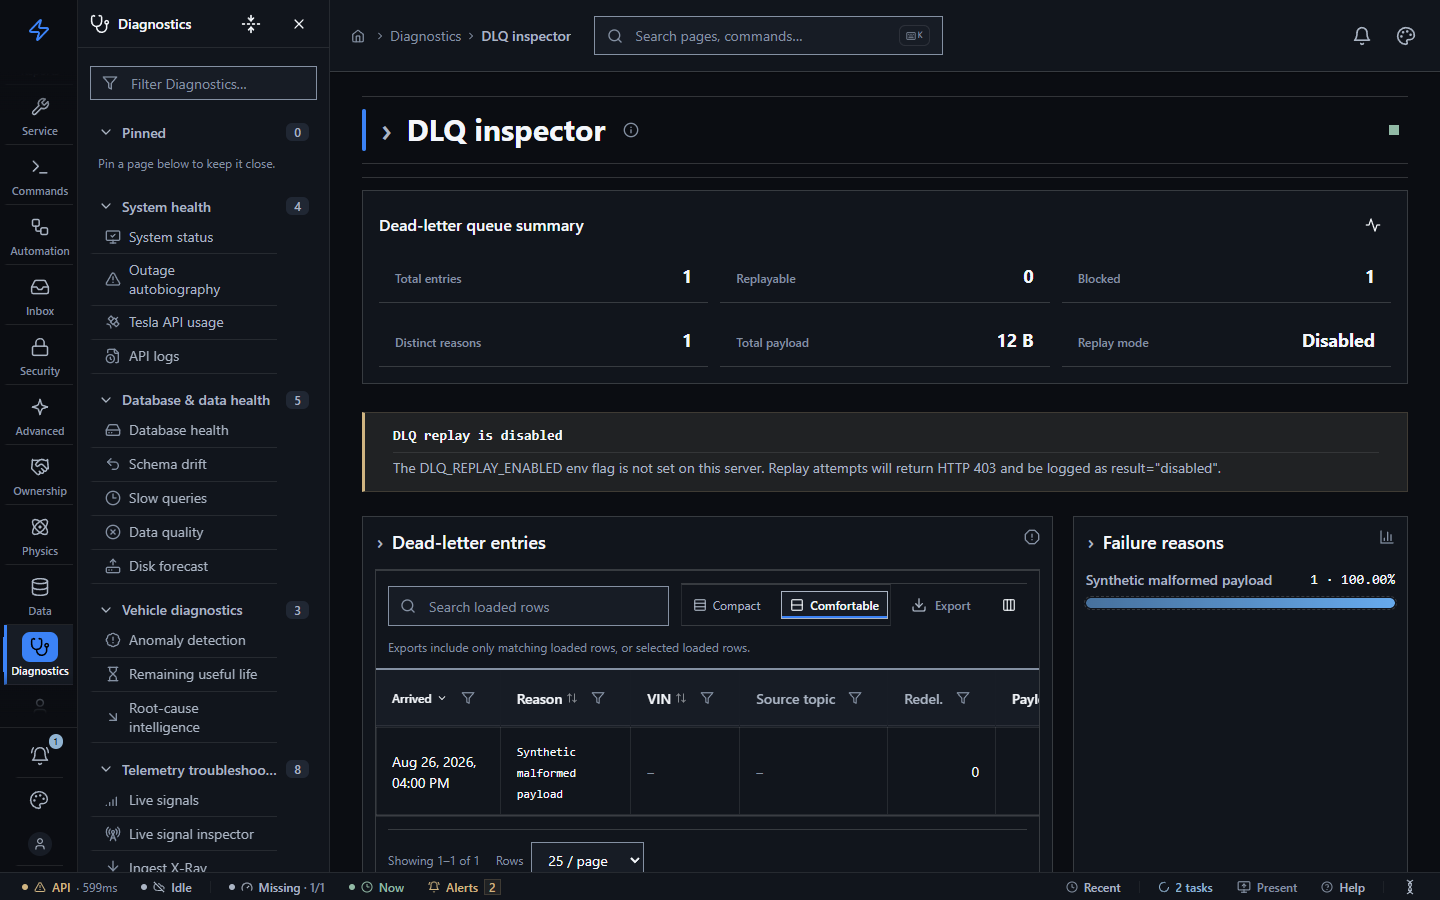 Diagnostics
Diagnostics
DLQ inspector
Search pages, commands...
K
Service
Commands
Automation
Inbox
Security
Advanced
Ownership
Physics
Data
Diagnostics
1
Filter Diagnostics...
Pinned
0
Pin a page below to keep it close.
System health
4
System status
Outage
autobiography
Tesla API usage
API logs
Database & data health
5
Database health
Schema drift
Slow queries
Data quality
Disk forecast
Vehicle diagnostics
3
Anomaly detection
Remaining useful life
Root-cause
intelligence
Telemetry troubleshoo...
8
Live signals
Live signal inspector
Ingest X-Ray
DLQ inspector
Dead-letter queue summary
Total entries
1
Replayable
0
Blocked
1
Distinct reasons
1
Total payload
12 B
Replay mode
Disabled
DLQ replay is disabled
The DLQ_REPLAY_ENABLED env flag is not set on this server. Replay attempts will return HTTP 403 and be logged as result="disabled".
Dead-letter entries
Search loaded rows
Compact
Comfortable
Export
Exports include only matching loaded rows, or selected loaded rows.
Arrived
Reason
VIN
Source topic
Redel.
Aug 26, 2026,
04:00 PM
Synthetic
malformed
payload
–
–
0
Showing 1–1 of 1
Rows
25 / page
Failure reasons
Synthetic malformed payload
1 · 100.00%
API · 599ms
Idle
Missing · 1/1
Now
Alerts 2
Recent
2 tasks
Present
Help